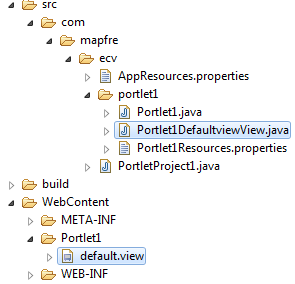 src
com
mapfre
ecv
AppResources.properties
portlet1
Portlet1.java
Portlet1DefaultviewView.java
Portlet1Resources.properties
PortletProject1.java
build
WebContent
META-INF
Portlet1
default.view
WEB-INF